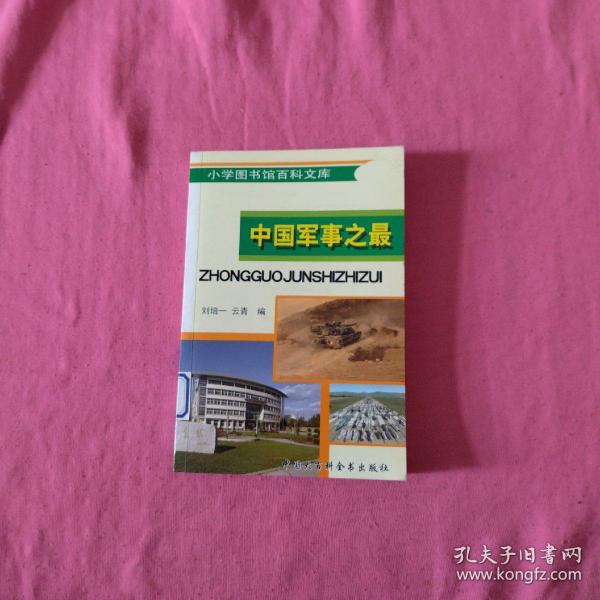 小学图书馆百科文库
中国军事之最
ZHONGGUOJUNSHIZHIZUI
刘培一 云青 编
中国大百科全书出版社
孔夫子旧书网
www.kongfz.com